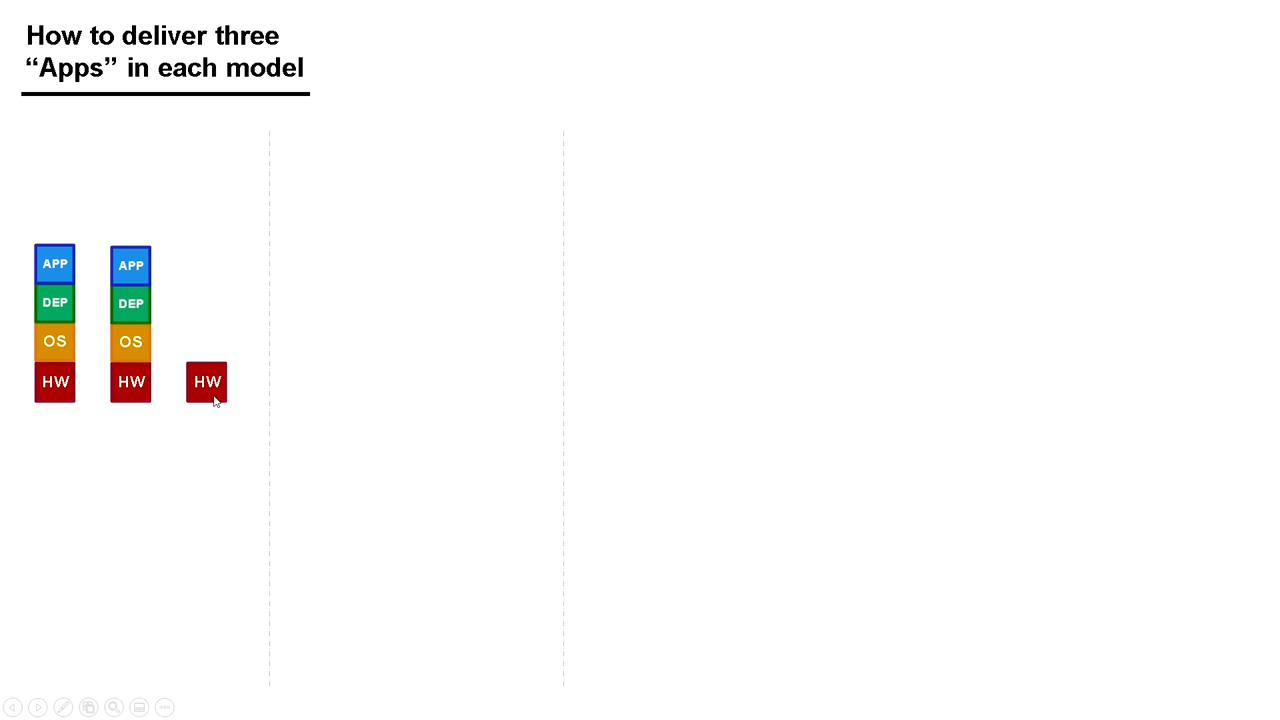 How to deliver three
“Apps” in each model
APP APP
DEP DEP
OS OS
HW HW HW